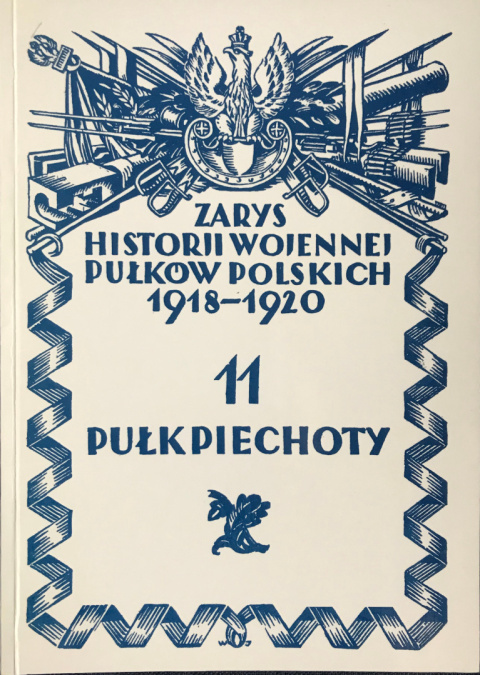 ZARYS
HISTORJI WOJENNEJ
PUŁKÓW POLSKICH
1918-1920
11
PUŁK PIECHOTY